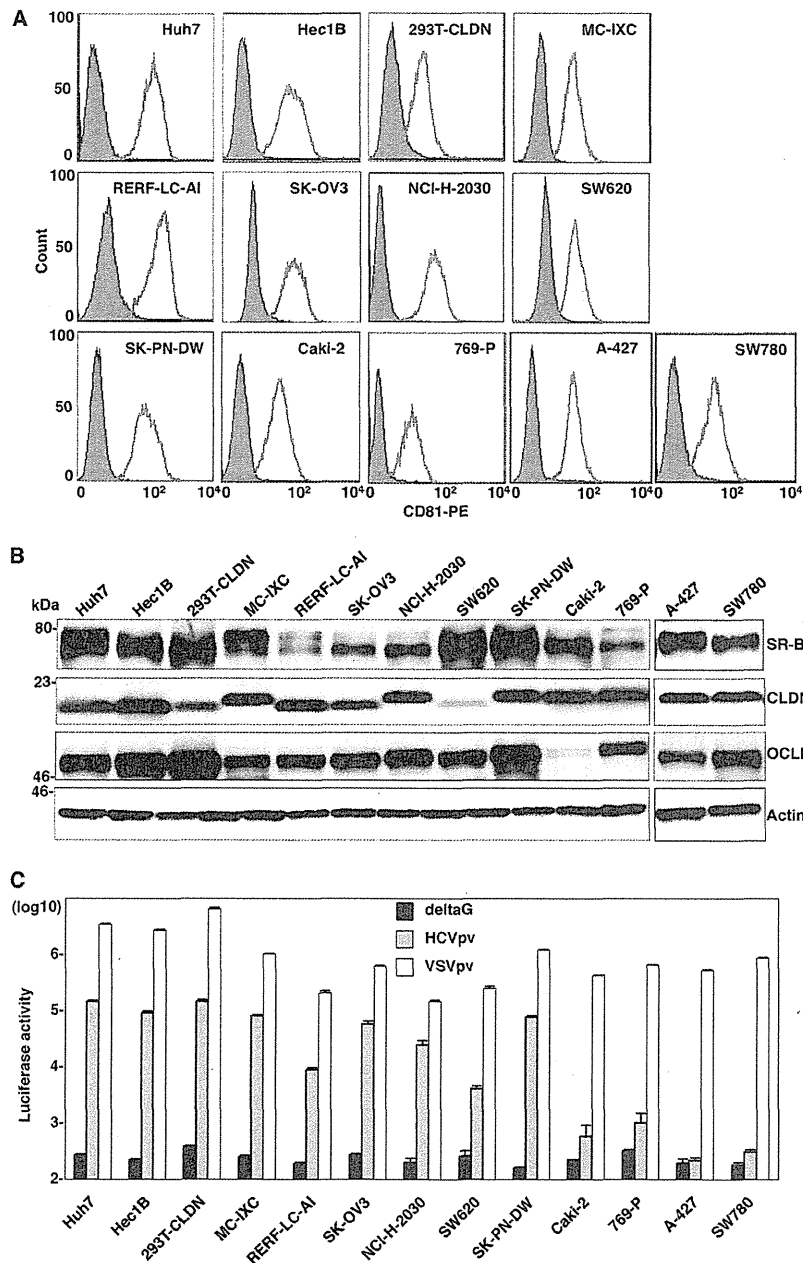 A
100
50
0
Huh7
Hec1B
293T-CLDN
MC-IXC
100
50
0
RERF-LC-AI
SK-OV3
NCI-H-2030
SW620
100
50
0
SK-PN-DW
Caki-2
769-P
A-427
SW780
Count
0 10² 10⁴
0 10² 10⁴
0 10² 10⁴
0 10² 10⁴
0 10² 10⁴
CD81-PE
B
Huh7
Hec1B
293T-CLDN
MC-IXC
RERF-LC-AI
SK-OV3
NCI-H-2030
SW620
SK-PN-DW
Caki-2
769-P
A-427
SW780
kDa
80-
SR-B
23-
CLDN
OCLN
46-
46-
Actin
C
(log10)
6-
5-
4-
3-
2-
Luciferase activity
deltaG
HCVpv
VSVpv
Huh7
Hec1B
293T-CLDN
MC-IXC
RERF-LC-AI
SK-OV3
NCI-H-2030
SW620
SK-PN-DW
Caki-2
769-P
A-427
SW780